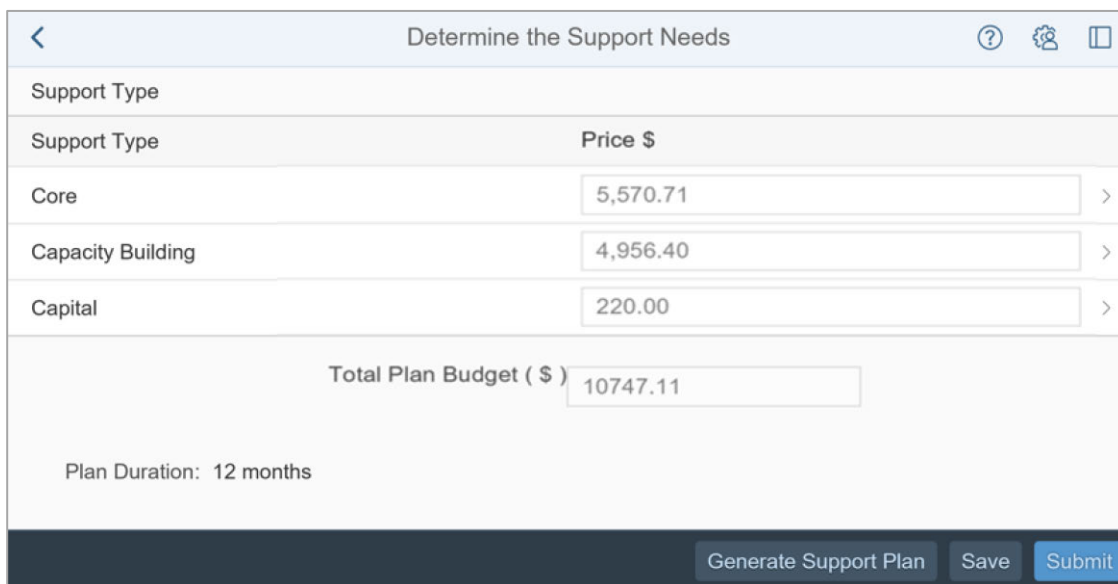 Determine the Support Needs
Support Type
Support Type Price $
Core 5,570.71
Capacity Building 4,956.40
Capital 220.00
Total Plan Budget ( $ ) 10747.11
Plan Duration: 12 months
Generate Support Plan Save Submit